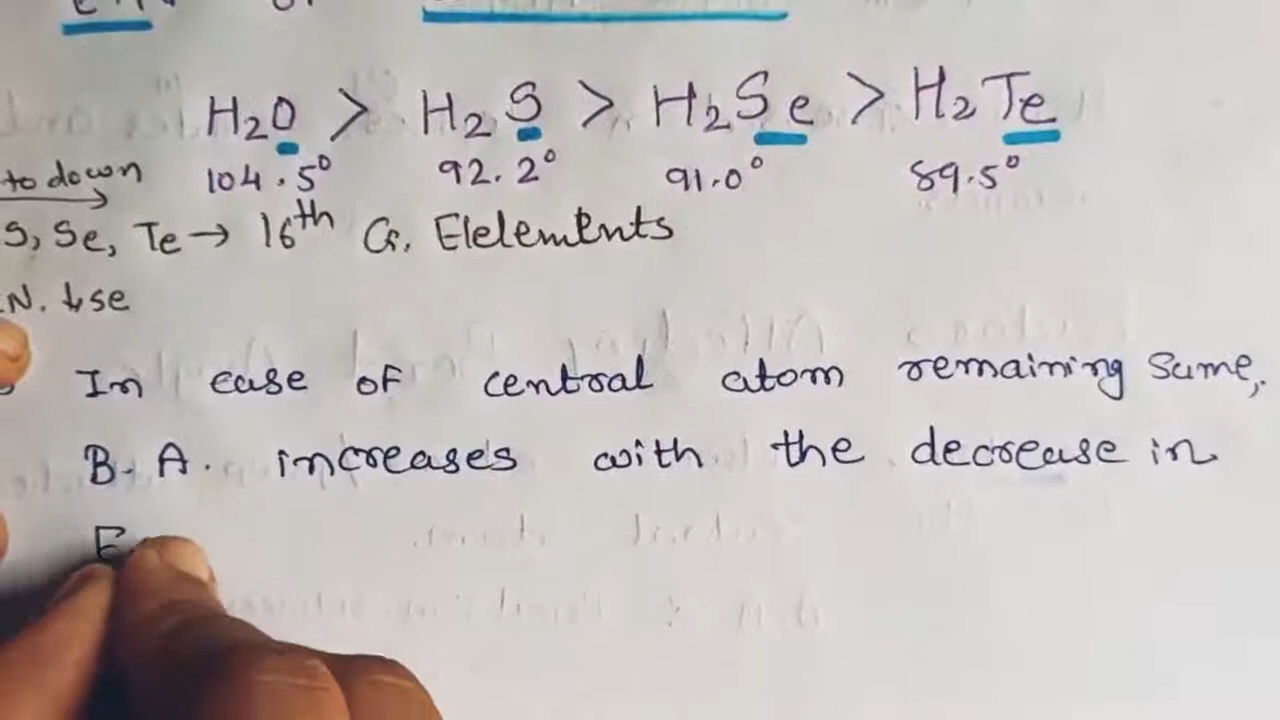 H2O > H2S > H2Se > H2Te
104.5° 92.2° 91.0° 89.5°
to down
S, Se, Te → 16th Gr. Elelements
.N. ↓se
In case of central atom remaining same,
B.A. increases with the decrease in
E